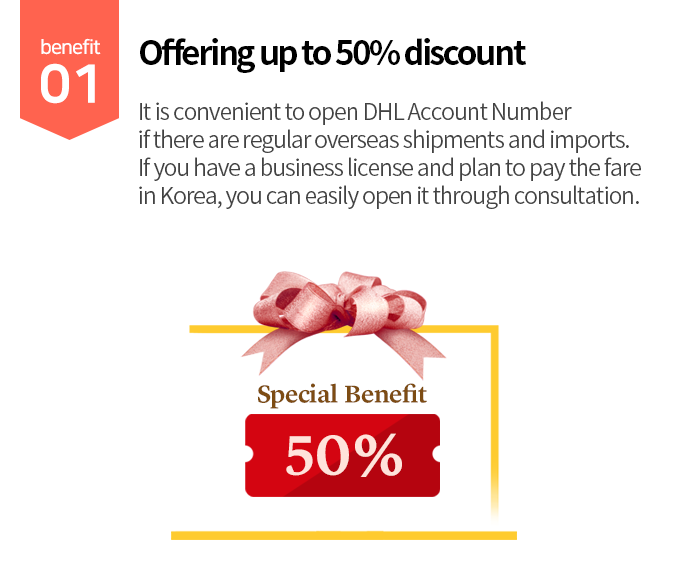 benefit
01
Offering up to 50% discount
It is convenient to open DHL Account Number
if there are regular overseas shipments and imports.
If you have a business license and plan to pay the fare
in Korea, you can easily open it through consultation.
Special Benefit
50%